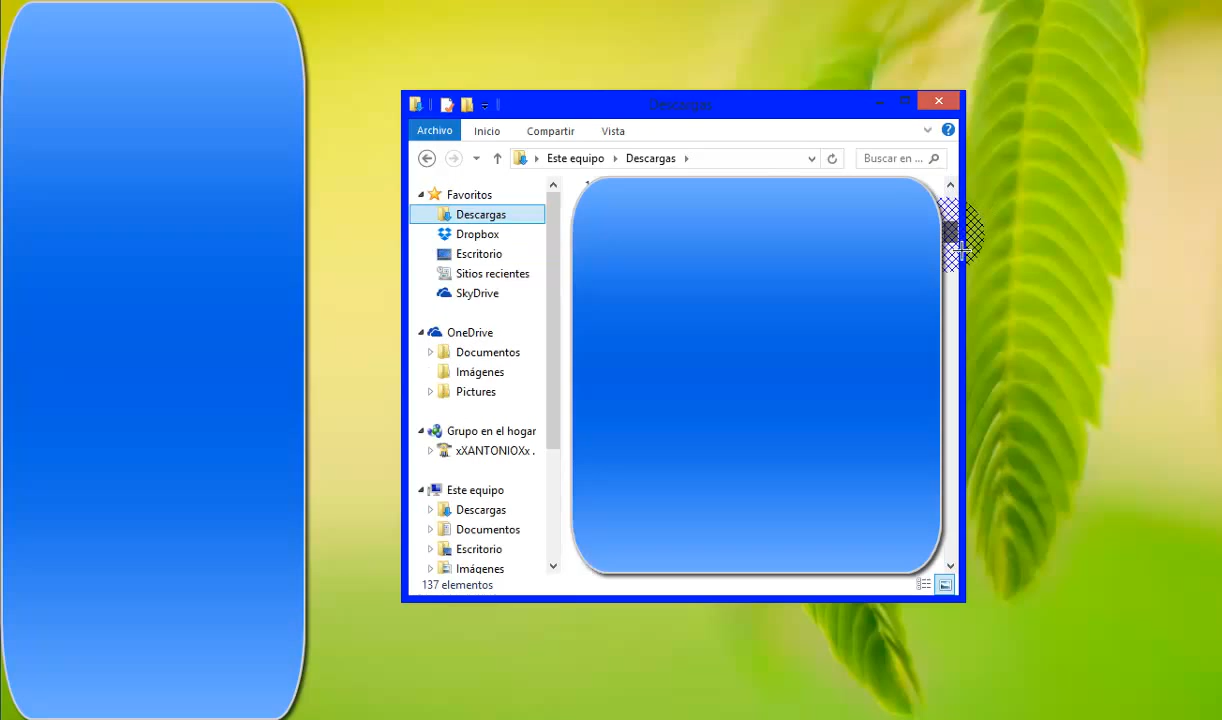 Descargas
Archivo Inicio Compartir Vista
Este equipo Descargas Buscar en ...
Favoritos
Descargas
Dropbox
Escritorio
Sitios recientes
SkyDrive
OneDrive
Documentos
Imágenes
Pictures
Grupo en el hogar
xXANTONIOXx .
Este equipo
Descargas
Documentos
Escritorio
Imágenes
137 elementos